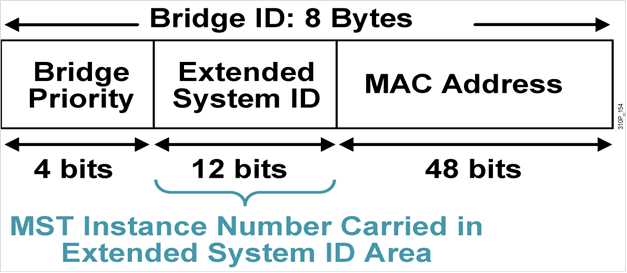 Bridge ID: 8 Bytes
Bridge Priority
Extended System ID
MAC Address
4 bits
12 bits
48 bits
MST Instance Number Carried in
Extended System ID Area
310P_154